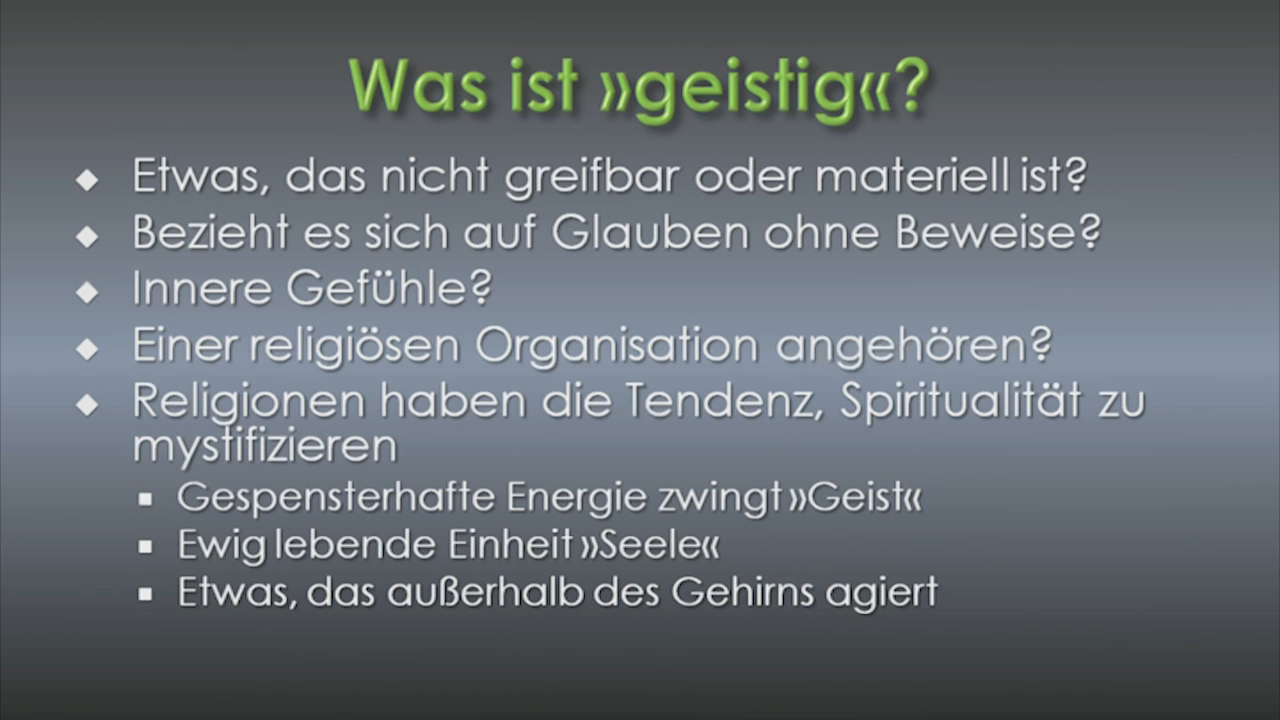 Was ist »geistig«?
Etwas, das nicht greifbar oder materiell ist?
Bezieht es sich auf Glauben ohne Beweise?
Innere Gefühle?
Einer religiösen Organisation angehören?
Religionen haben die Tendenz, Spiritualität zu
mystifizieren
Gespensterhafte Energie zwingt »Geist«
Ewig lebende Einheit »Seele«
Etwas, das außerhalb des Gehirns agiert